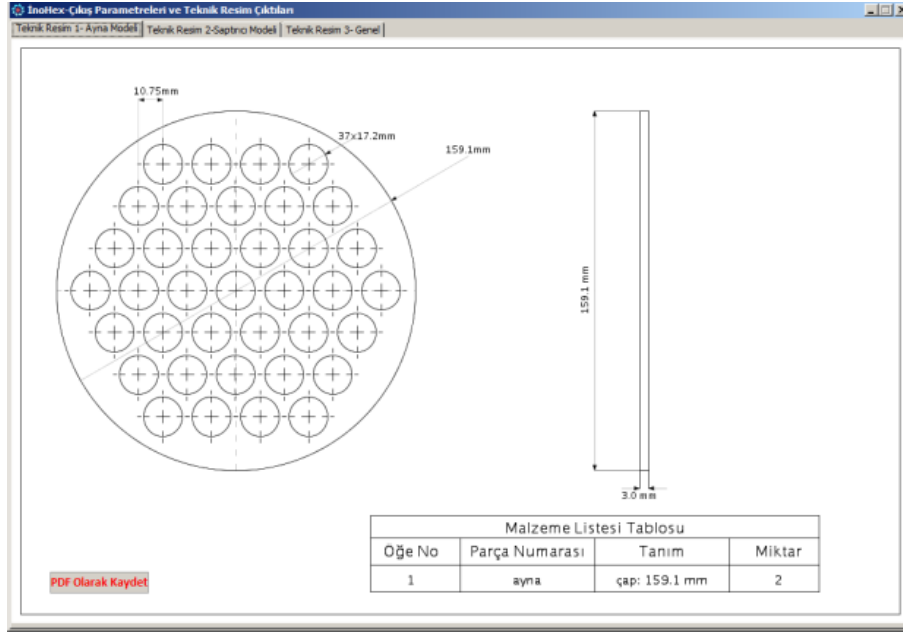 InoHex-Çıkış Parametreleri ve Teknik Resim Çıktıları
Teknik Resim 1- Ayna Modeli Teknik Resim 2-Saptırıcı Modeli Teknik Resim 3- Genel
10.75mm
37x17.2mm
159.1mm
159.1 mm
3.0 mm
Malzeme Listesi Tablosu
Öğe No Parça Numarası Tanım Miktar
1 ayna çap: 159.1 mm 2
PDF Olarak Kaydet